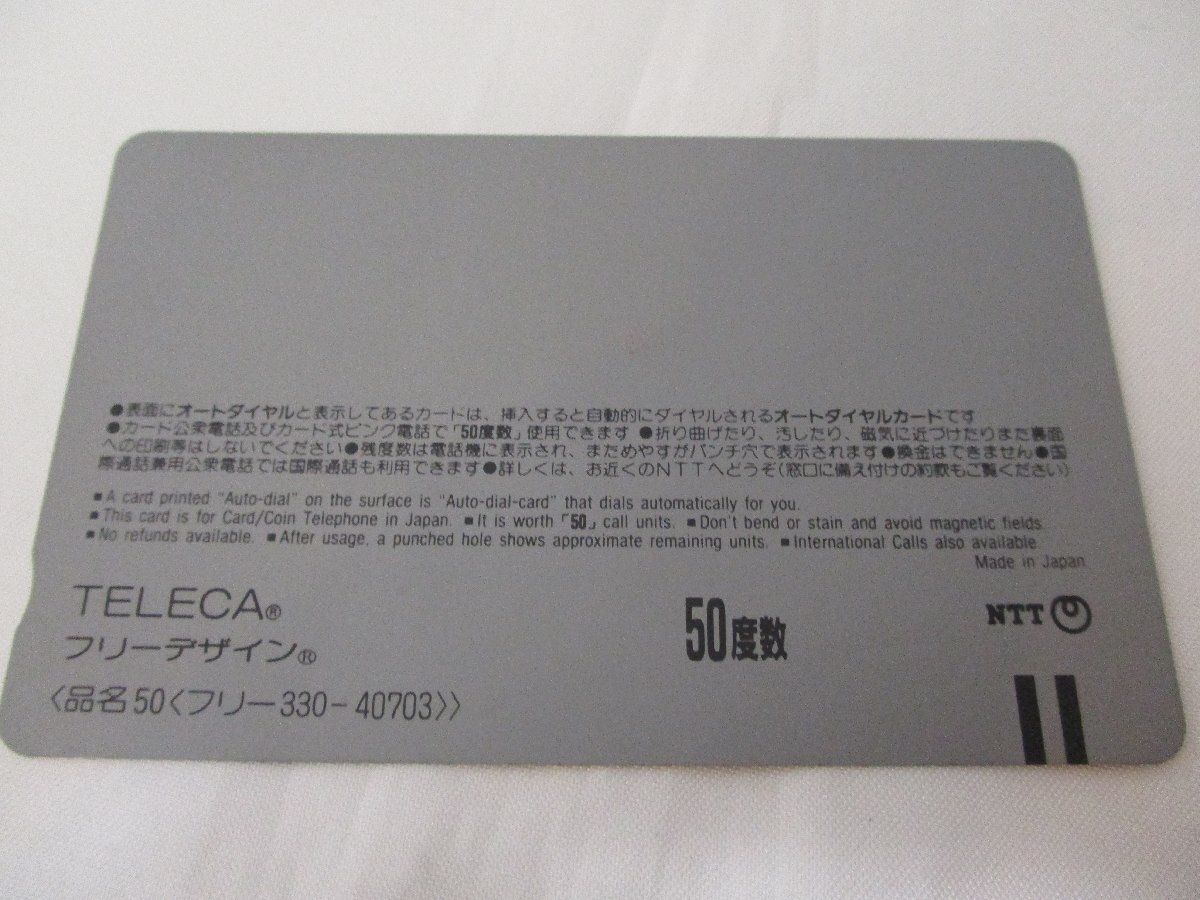 ●表面にオートダイヤルと表示してあるカードは、挿入すると自動的にダイヤルされるオートダイヤルカードです
●カード公衆電話及びカード式ピンク電話で「50度数」使用できます ●折り曲げたり、汚したり、磁気に近づけたりまた裏面
への印刷等はしないでください●残度数は電話機に表示され、まためやすがパンチ穴で表示されます●換金はできません●国
際通話兼用公衆電話では国際通話も利用できます●詳しくは、お近くのNTTへどうぞ(窓口に備え付けの約款もご覧ください)
■A card printed "Auto-dial" on the surface is "Auto-dial-card" that dials automatically for you.
■This card is for Card/Coin Telephone in Japan. ■It is worth「50」call units. ■Don't bend or stain and avoid magnetic fields.
■No refunds available. ■After usage, a punched hole shows approximate remaining units. ■International Calls also available.
Made in Japan
TELECA®
フリーデザイン®
50度数
NTT
〈品名50〈フリー330-40703〉〉